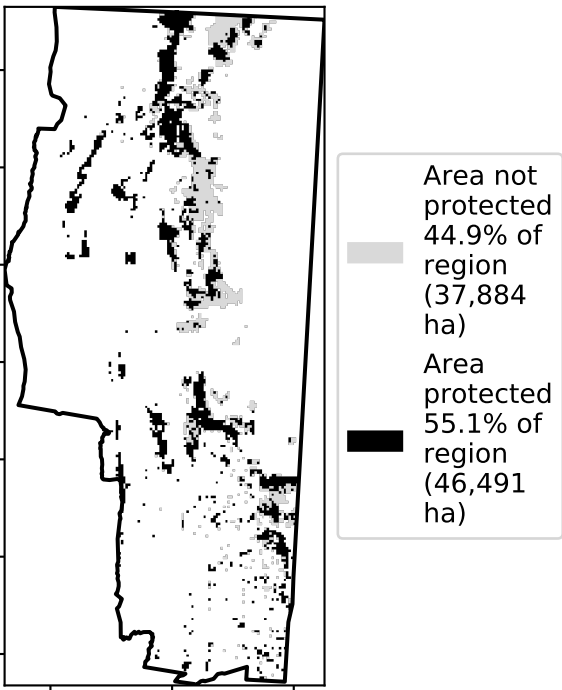 Area not
protected
44.9% of
region
(37,884
ha)
Area
protected
55.1% of
region
(46,491
ha)